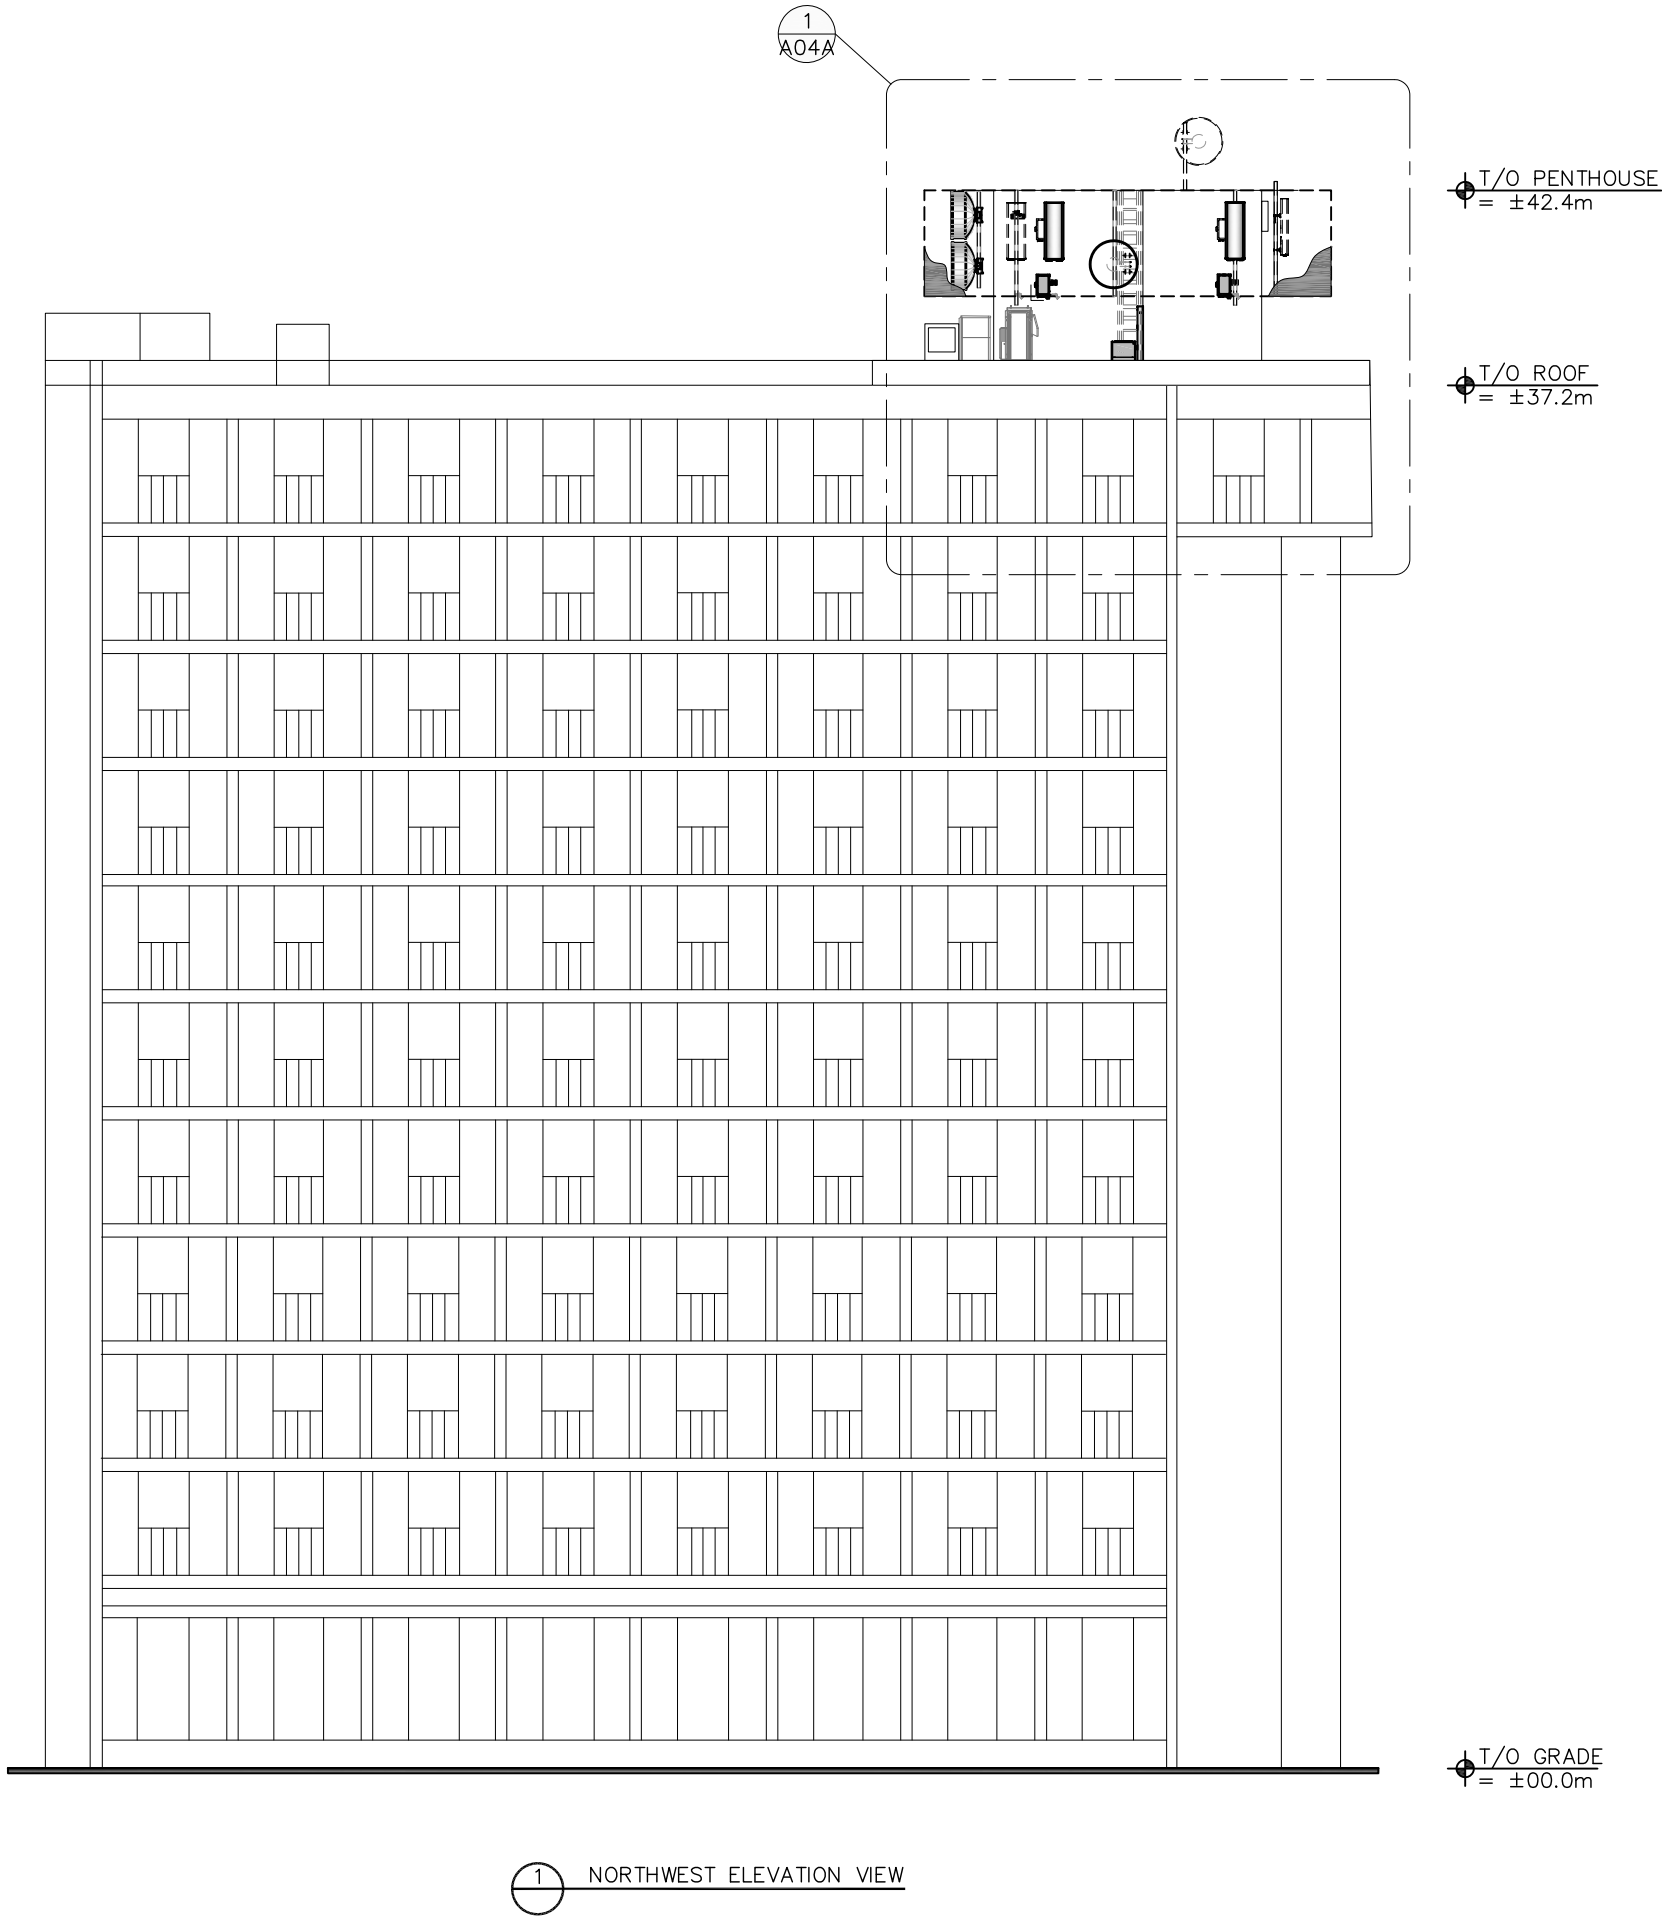 1
A04A
T/O PENTHOUSE
= ±42.4m
T/O ROOF
= ±37.2m
T/O GRADE
= ±00.0m
1
NORTHWEST ELEVATION VIEW